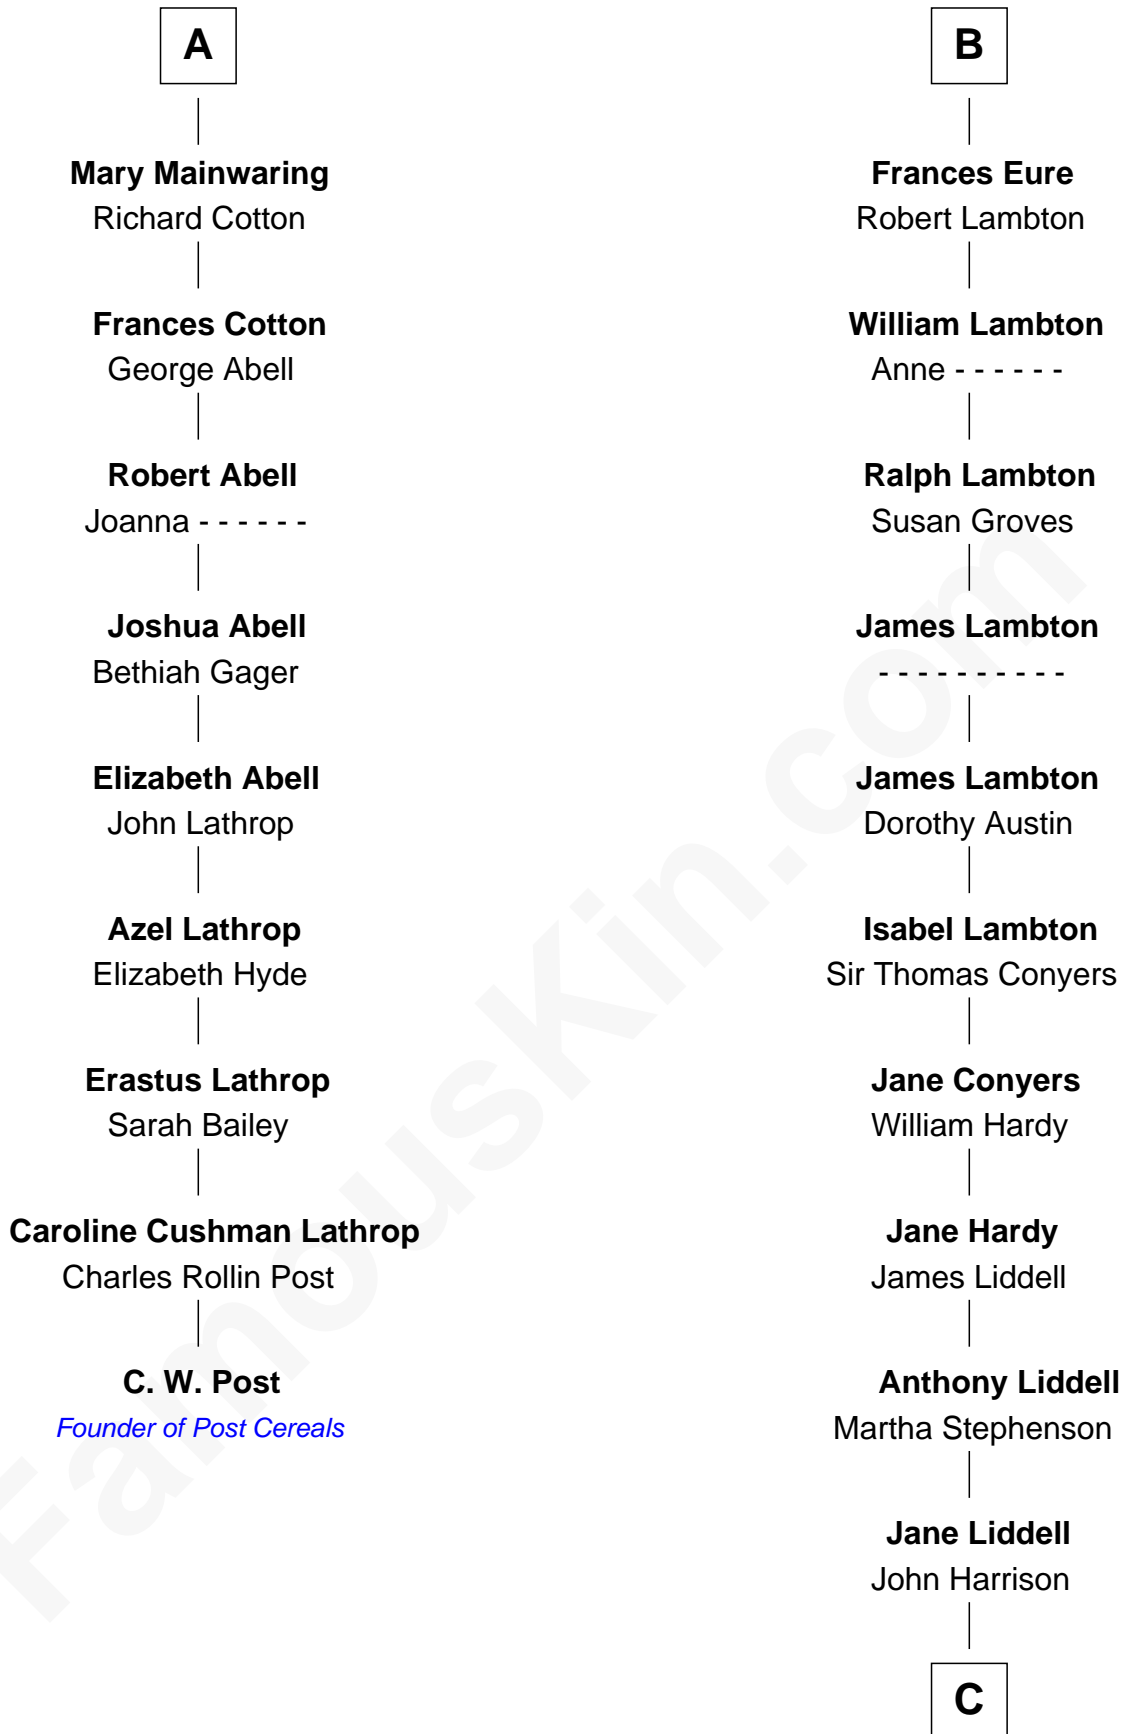 A
Mary Mainwaring
Richard Cotton
Frances Cotton
George Abell
Robert Abell
Joanna - - - - - -
Joshua Abell
Bethiah Gager
Elizabeth Abell
John Lathrop
Azel Lathrop
Elizabeth Hyde
Erastus Lathrop
Sarah Bailey
Caroline Cushman Lathrop
Charles Rollin Post
C. W. Post
Founder of Post Cereals
B
Frances Eure
Robert Lambton
William Lambton
Anne - - - - - -
Ralph Lambton
Susan Groves
James Lambton
- - - - - - - - - -
James Lambton
Dorothy Austin
Isabel Lambton
Sir Thomas Conyers
Jane Conyers
William Hardy
Jane Hardy
James Liddell
Anthony Liddell
Martha Stephenson
Jane Liddell
John Harrison
C
FamousKin.com